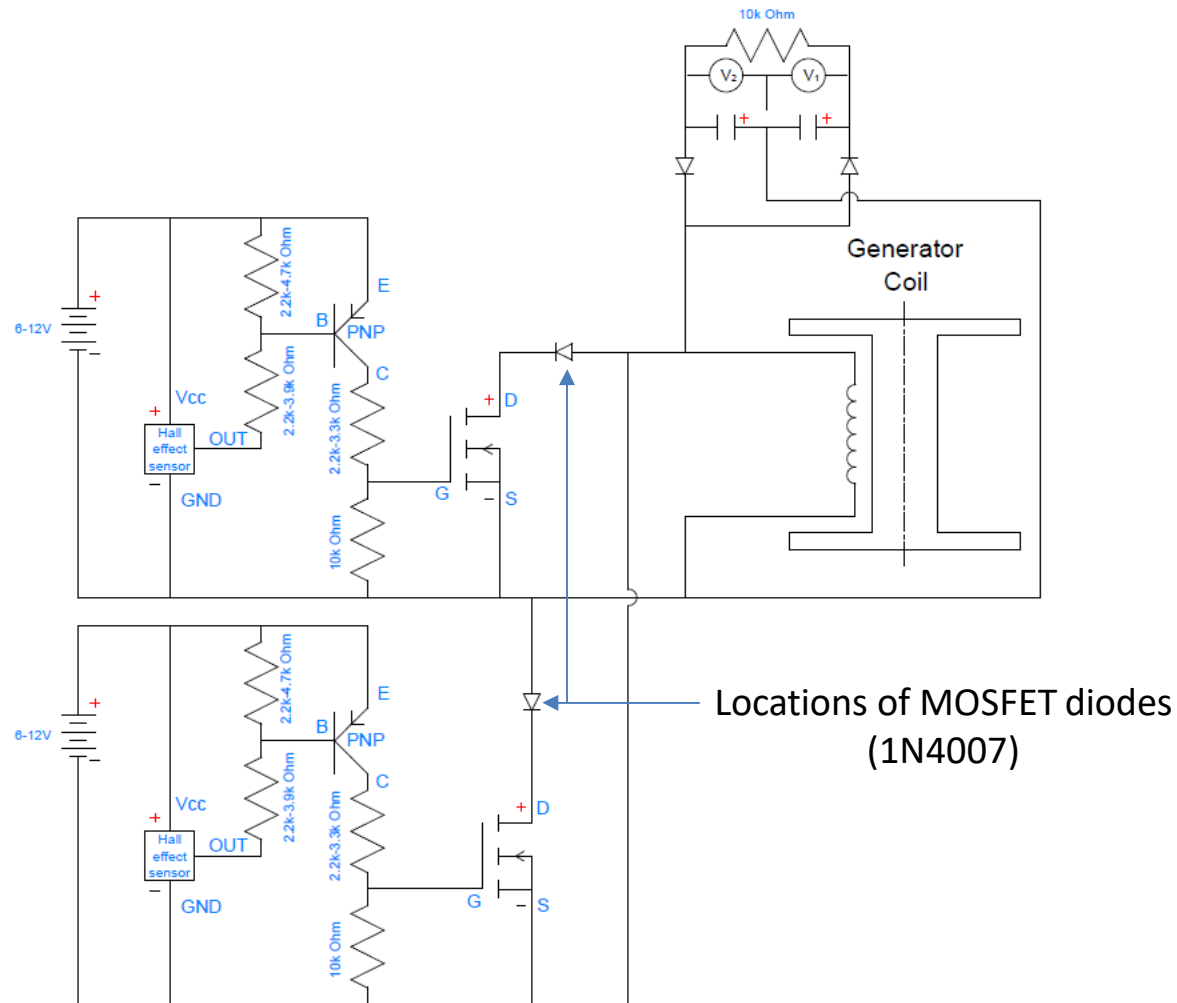 10k Ohm
V₂
V₁
+
+
Generator
Coil
+
6-12V
−
2.2k-4.7k Ohm
E
B
PNP
C
2.2k-3.9k Ohm
2.2k-3.3k Ohm
Vcc
+
Hall
effect
sensor
OUT
−
GND
+
D
G
−
S
10k Ohm
+
6-12V
−
2.2k-4.7k Ohm
E
B
PNP
C
2.2k-3.9k Ohm
2.2k-3.3k Ohm
Vcc
+
Hall
effect
sensor
OUT
−
GND
+
D
G
−
S
10k Ohm
Locations of MOSFET diodes
(1N4007)